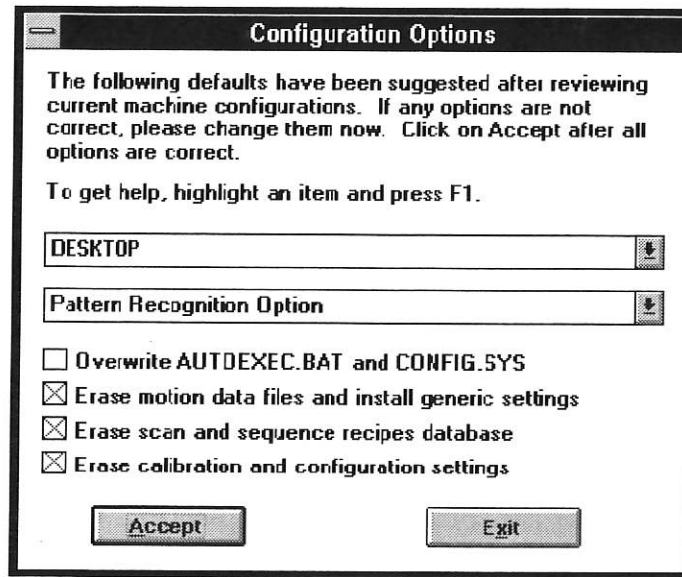 Configuration Options
The following defaults have been suggested after reviewing
current machine configurations. If any options are not
correct, please change them now. Click on Accept after all
options are correct.
To get help, highlight an item and press F1.
DESKTOP
Pattern Recognition Option
Overwrite AUTOEXEC.BAT and CONFIG.SYS
Erase motion data files and install generic settings
Erase scan and sequence recipes database
Erase calibration and configuration settings
Accept
Exit